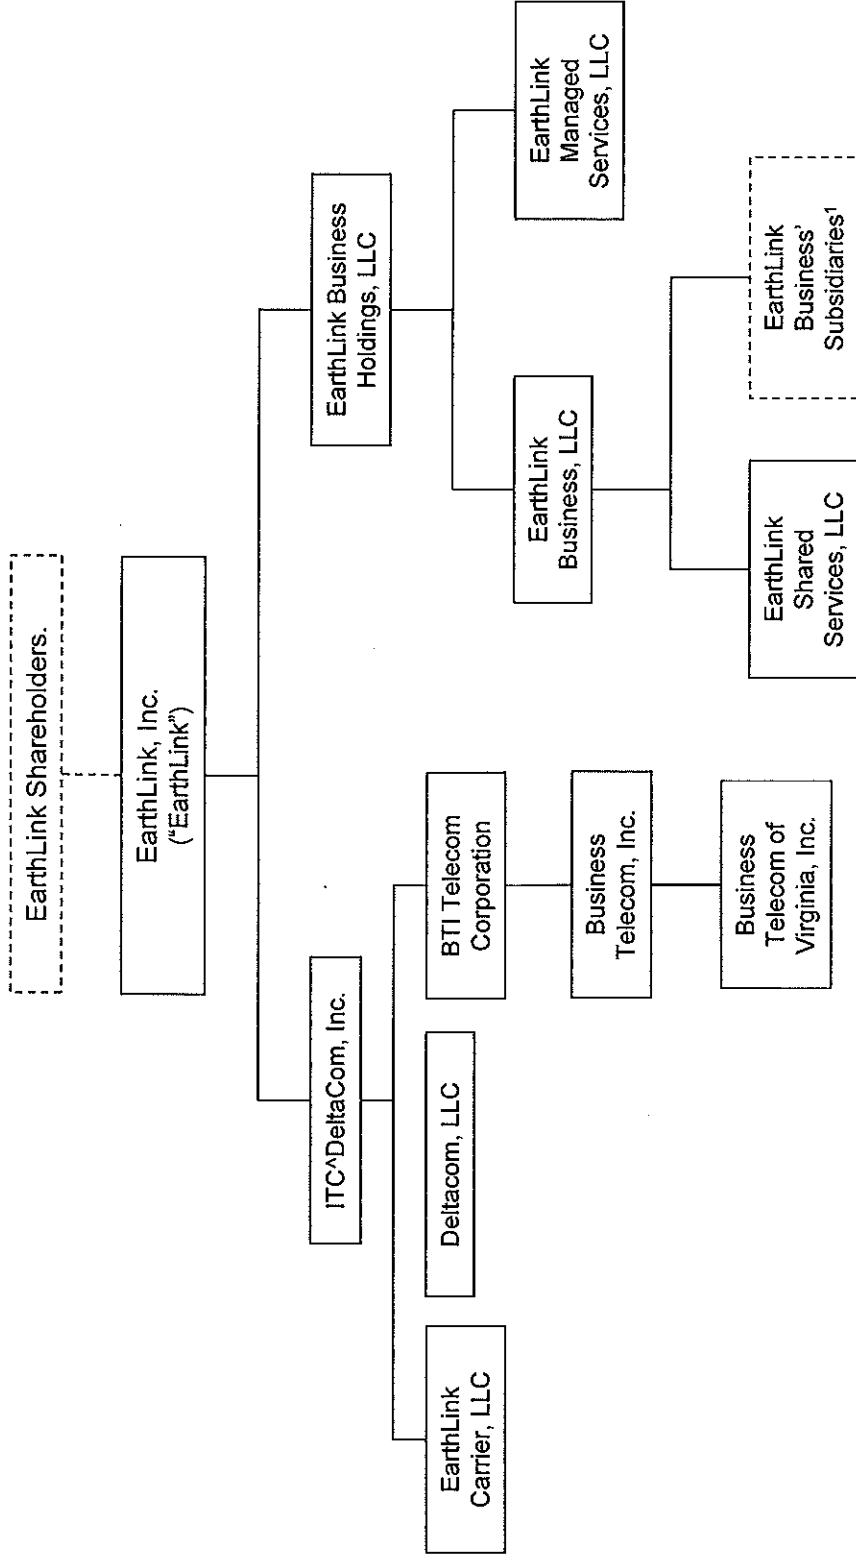 EarthLink Shareholders.
EarthLink, Inc.
("EarthLink")
ITC^DeltaCom, Inc.
EarthLink Business
Holdings, LLC
EarthLink
Carrier, LLC
Deltacom, LLC
BTI Telecom
Corporation
EarthLink
Business, LLC
EarthLink
Managed
Services, LLC
Business
Telecom, Inc.
Business
Telecom of
Virginia, Inc.
EarthLink
Shared
Services, LLC
EarthLink
Business'
Subsidiaries¹